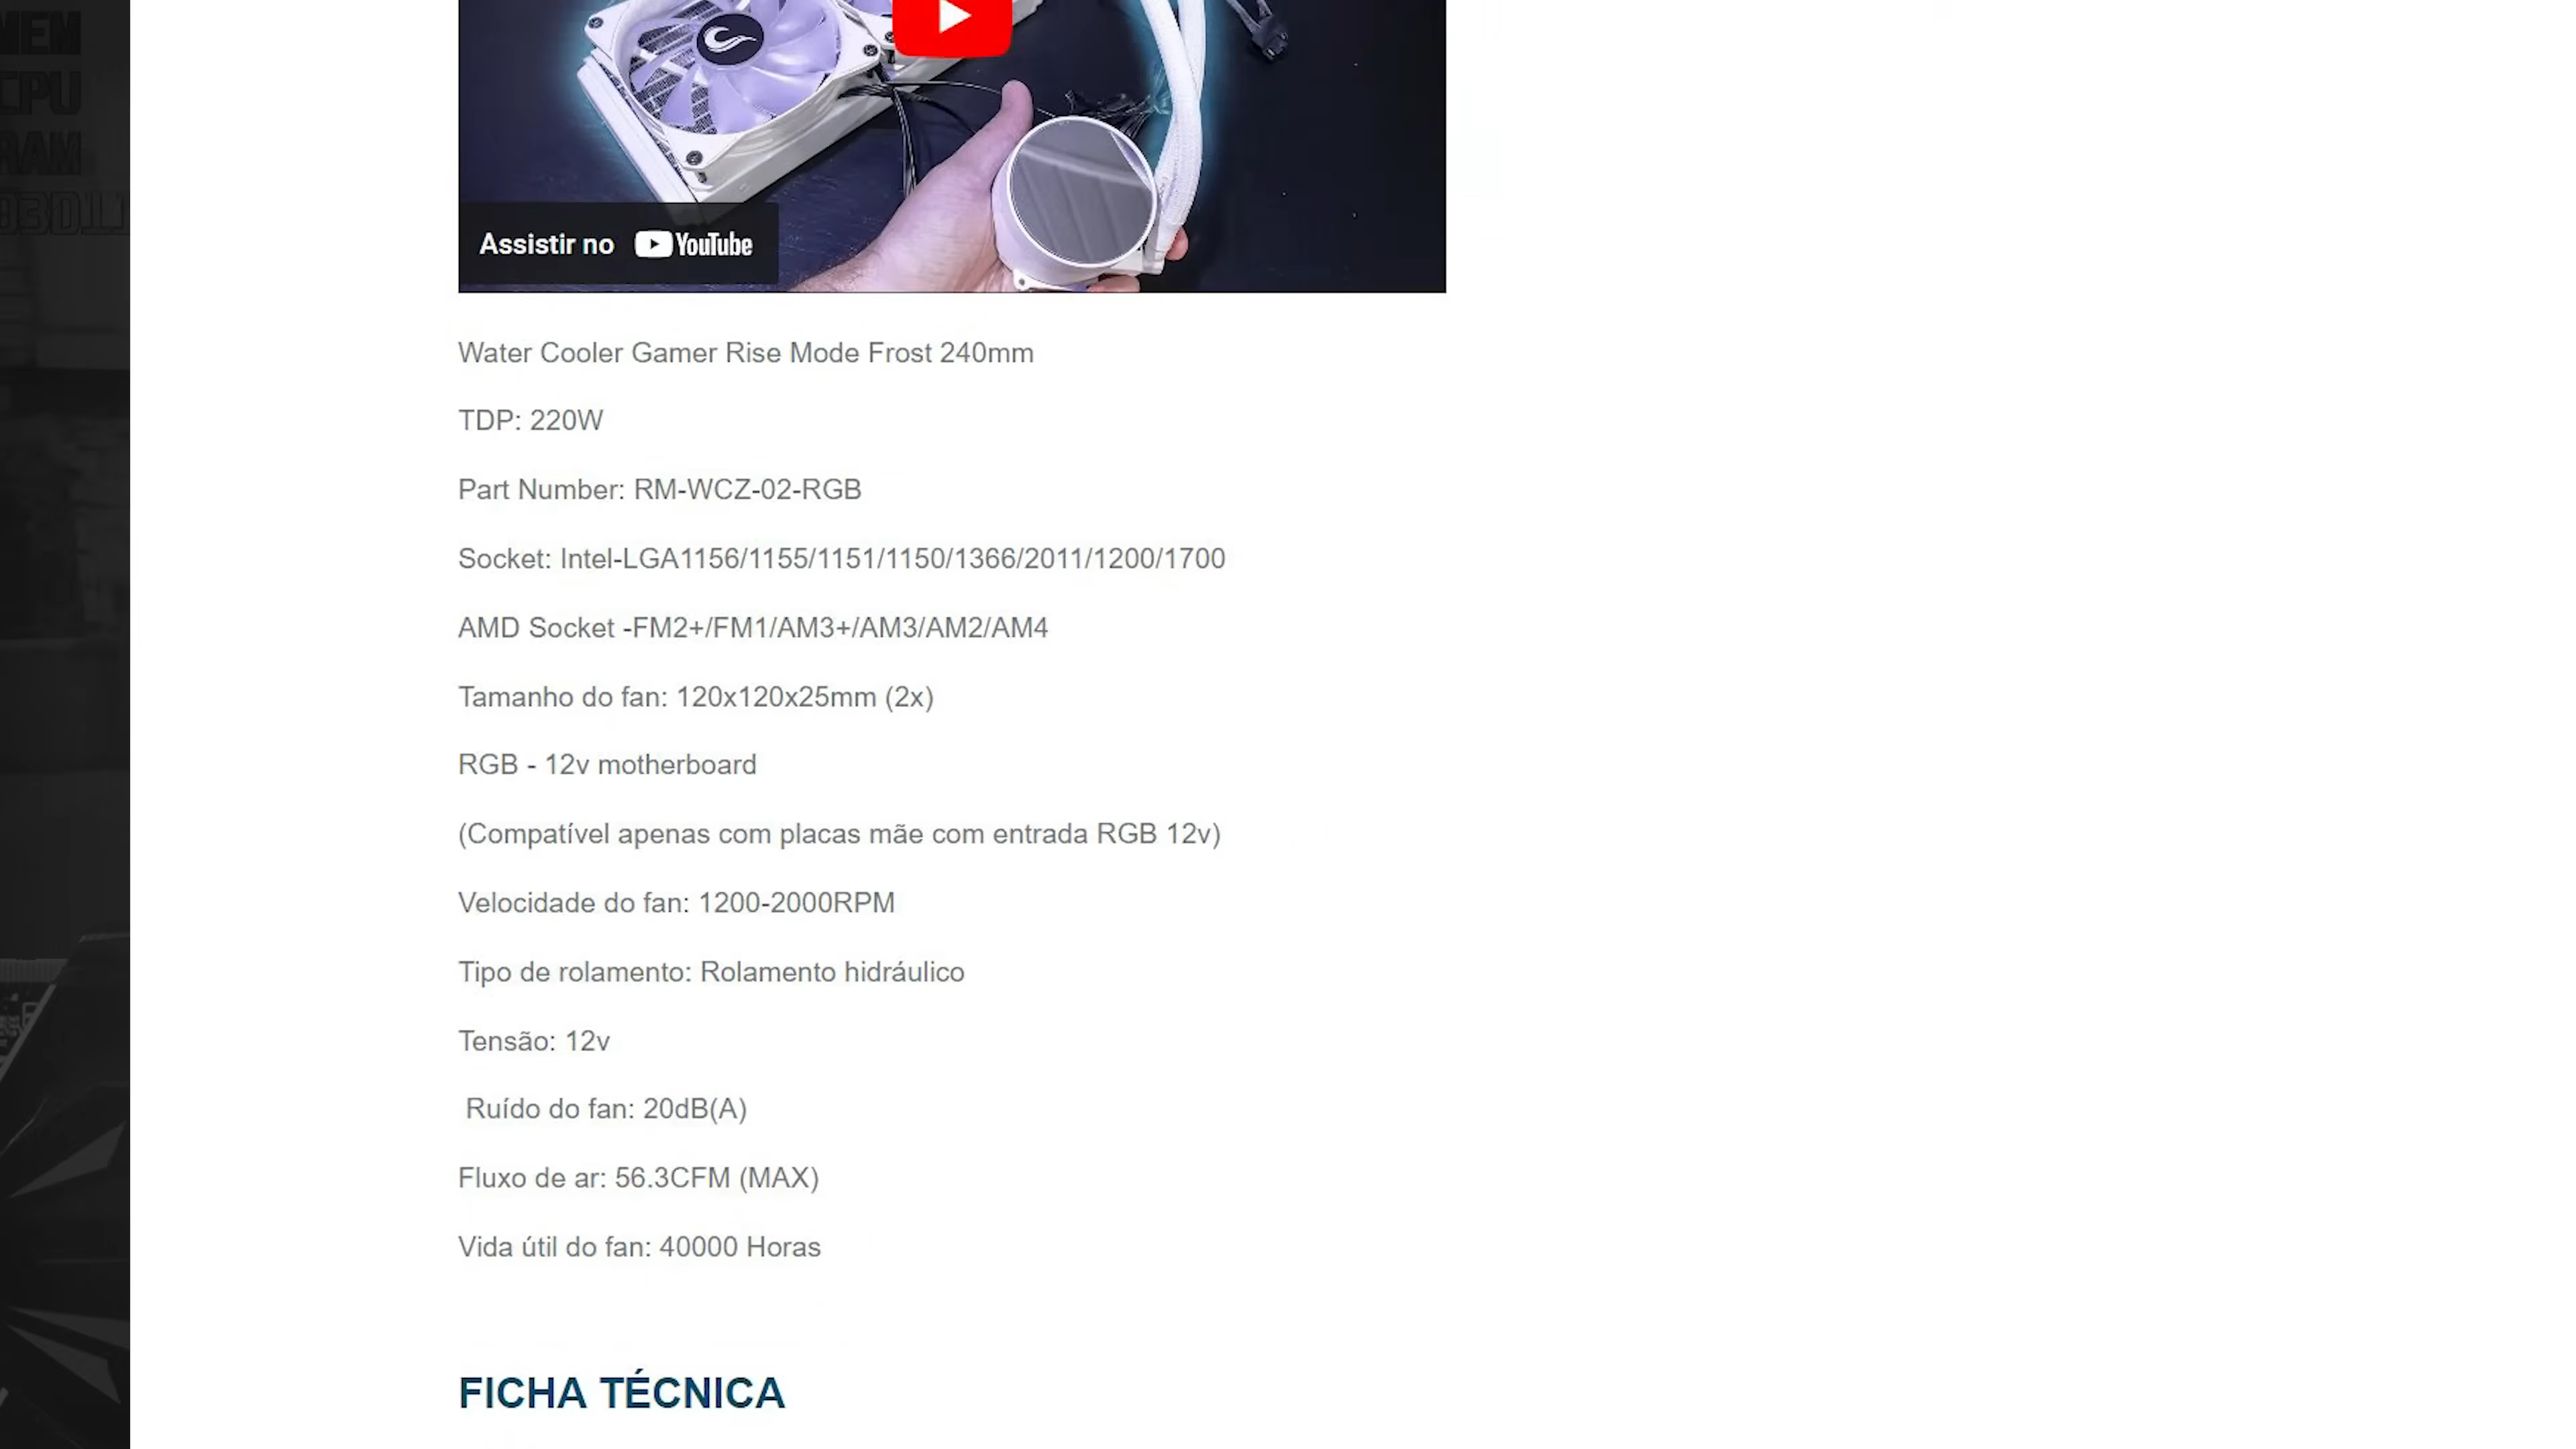 MEM
CPU
RAM
Assistir no YouTube
Water Cooler Gamer Rise Mode Frost 240mm
TDP: 220W
Part Number: RM-WCZ-02-RGB
Socket: Intel-LGA1156/1155/1151/1150/1366/2011/1200/1700
AMD Socket -FM2+/FM1/AM3+/AM3/AM2/AM4
Tamanho do fan: 120x120x25mm (2x)
RGB - 12v motherboard
(Compatível apenas com placas mãe com entrada RGB 12v)
Velocidade do fan: 1200-2000RPM
Tipo de rolamento: Rolamento hidráulico
Tensão: 12v
Ruído do fan: 20dB(A)
Fluxo de ar: 56.3CFM (MAX)
Vida útil do fan: 40000 Horas
FICHA TÉCNICA